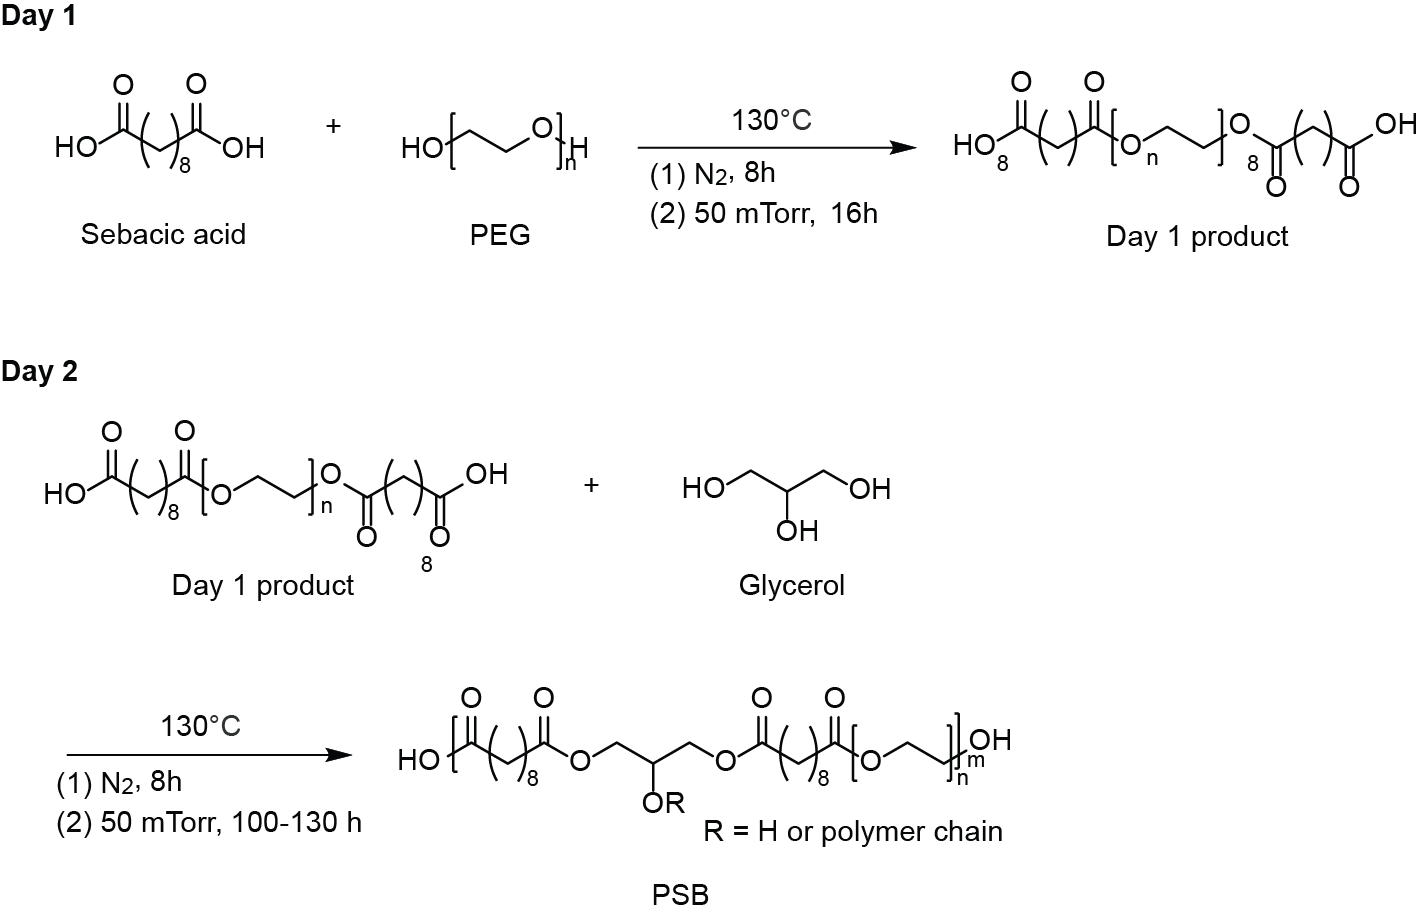 Day 1
O O
HO ( ) 8 OH
+
HO [ O ] n H
130°C
(1) N2, 8h
(2) 50 mTorr, 16h
O O
HO 8 ( ) [ O n ] O 8 ( ) OH
O O
Sebacic acid
PEG
Day 1 product
Day 2
O O
HO ( ) 8 [ O ] n O ( ) OH
O O
8
+
HO OH
OH
Day 1 product
Glycerol
130°C
(1) N2, 8h
(2) 50 mTorr, 100-130 h
O O O O
HO [ ( ) 8 O O ( ) 8 [ O ] n ] m OH
OR
R = H or polymer chain
PSB